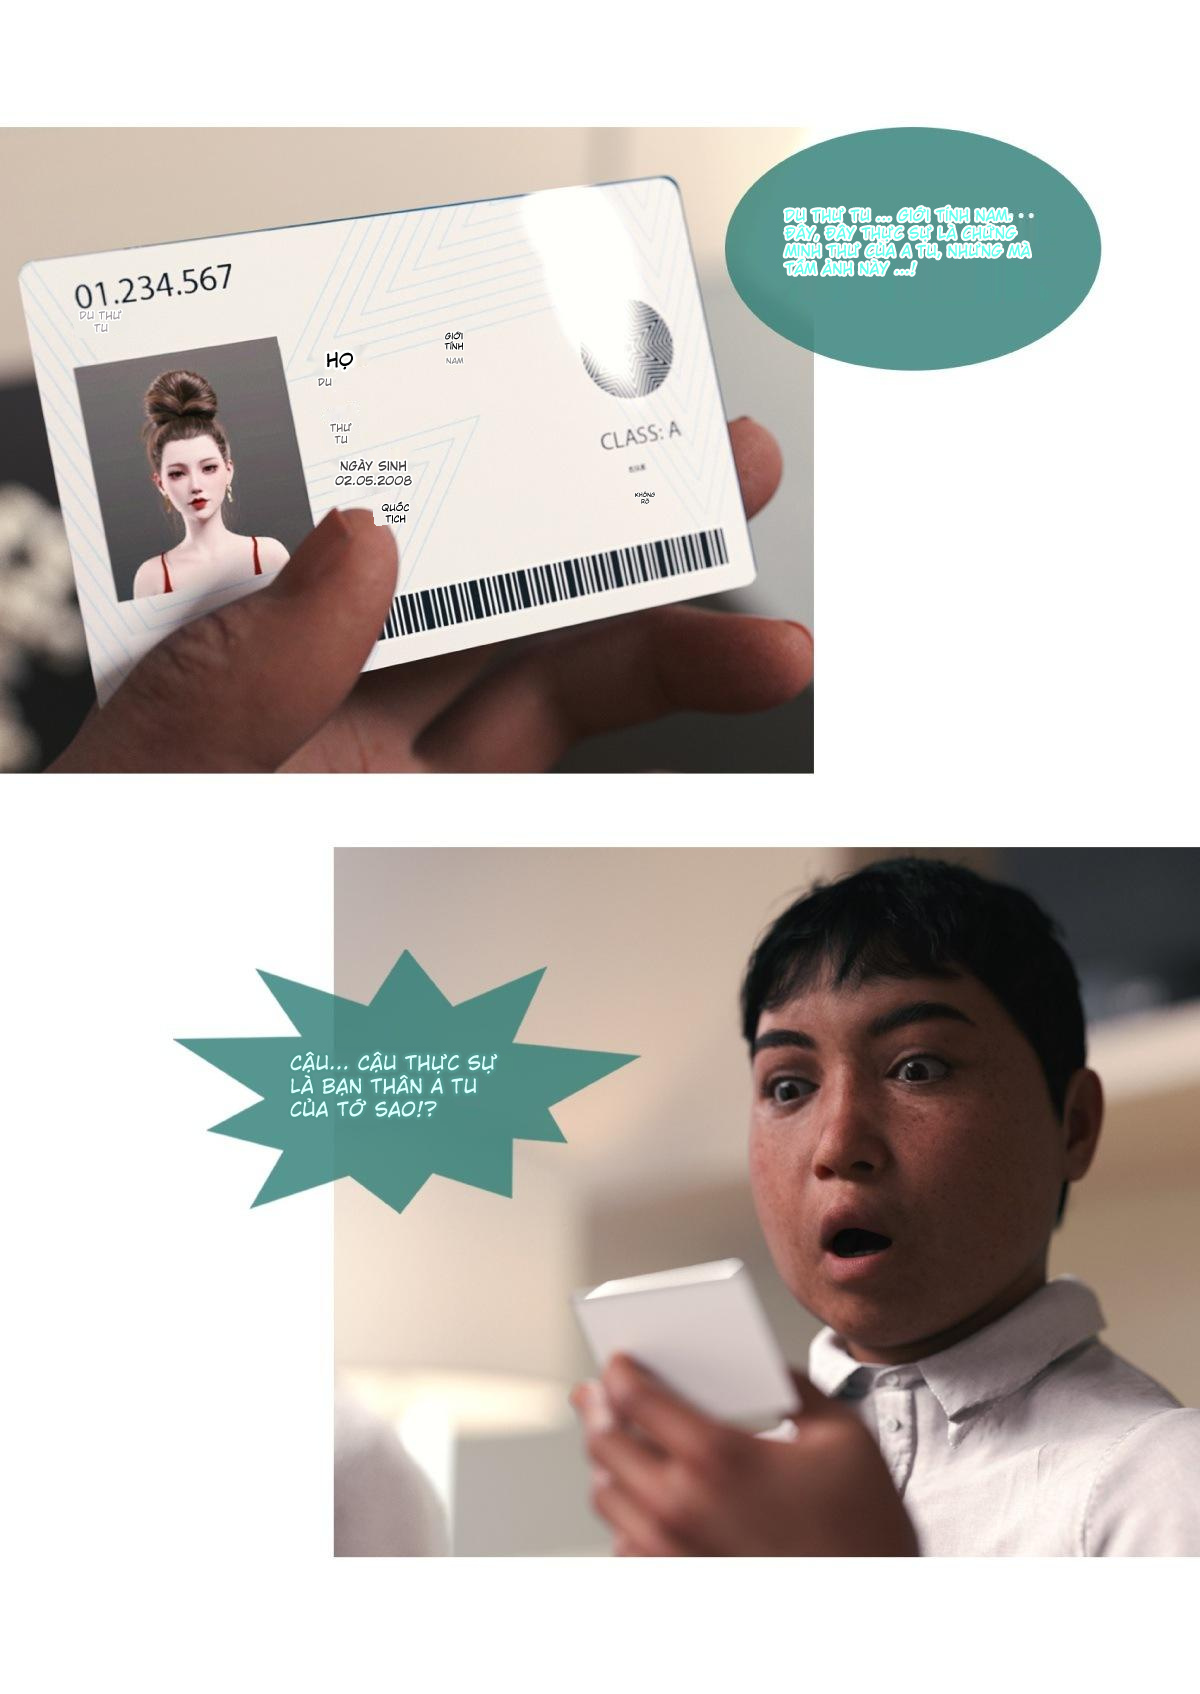 01.234.567
DU THƯ
TU
HỌ
DU
GIỚI
TÍNH
NAM
THƯ
TU
NGÀY SINH
02.05.2008
QUỐC
TỊCH
CLASS: A
KHÔNG
RÕ
DU THƯ TU ... GIỚI TÍNH NAM. ..
ĐÂY, ĐÂY THỰC SỰ LÀ CHỨNG
MINH THƯ CỦA A TU, NHƯNG MÀ
TẤM ẢNH NÀY ...!
CẬU... CẬU THỰC SỰ
LÀ BẠN THÂN A TU
CỦA TỚ SAO!?